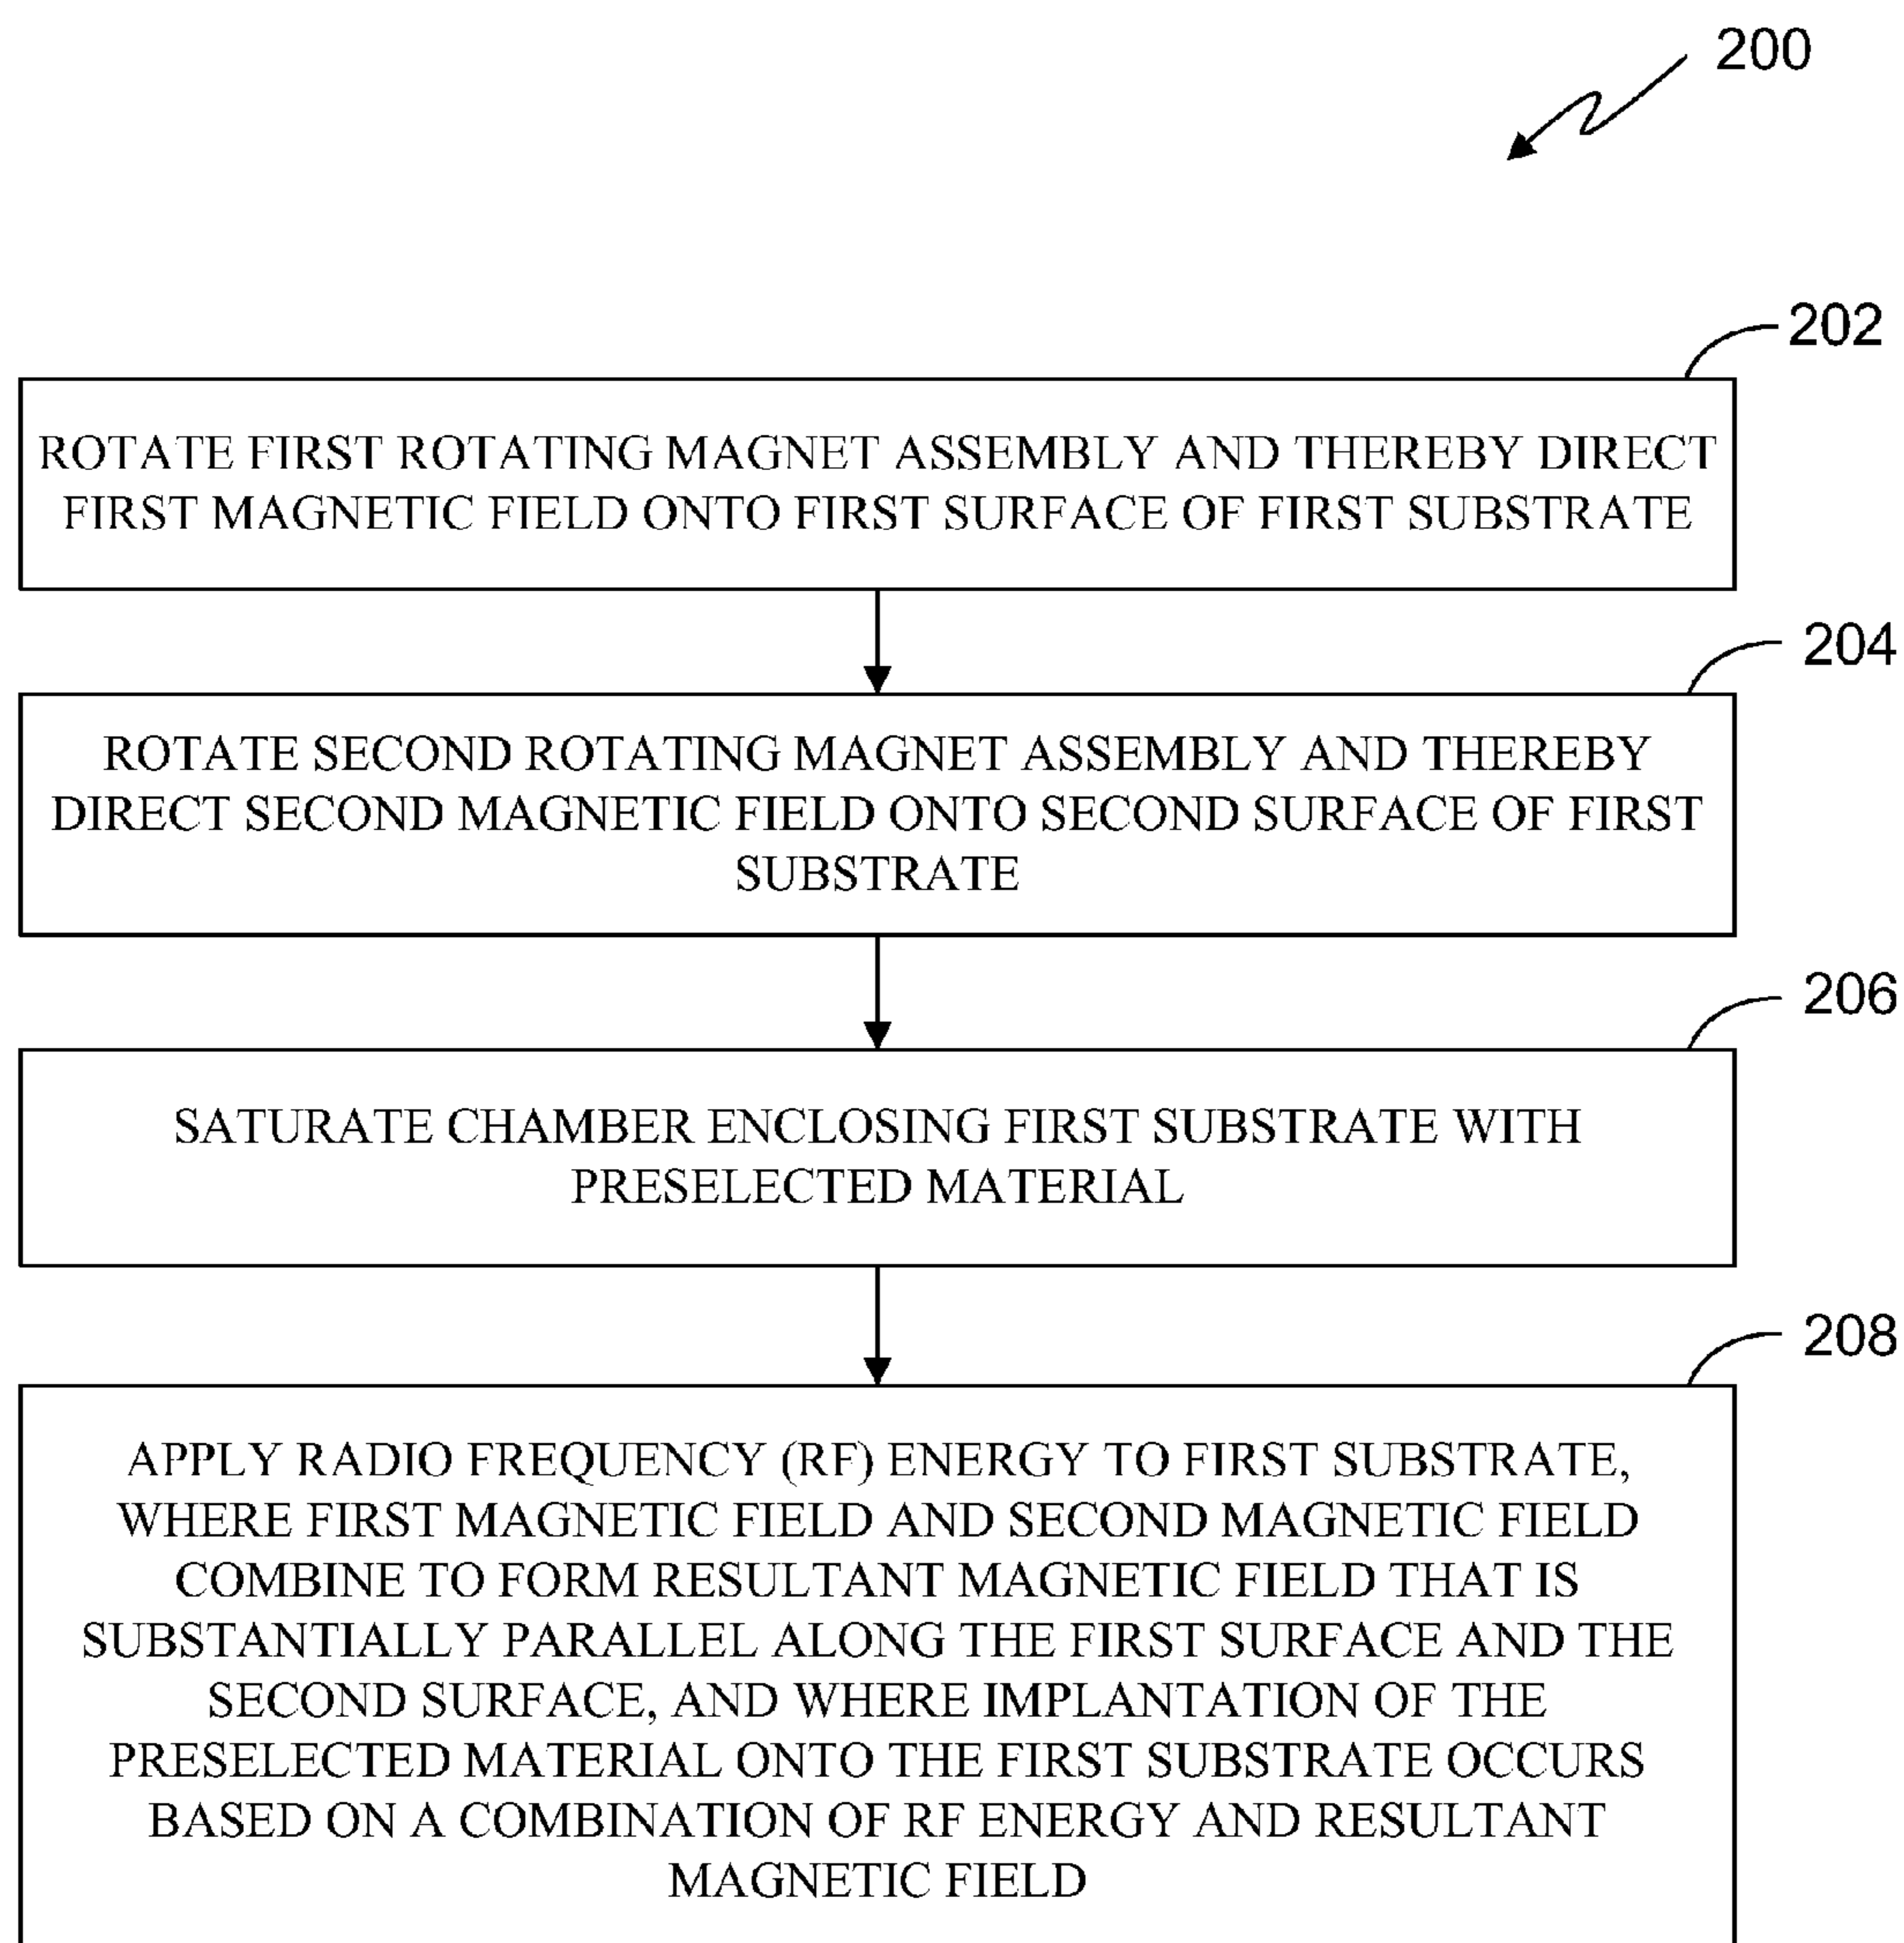 200
202
ROTATE FIRST ROTATING MAGNET ASSEMBLY AND THEREBY DIRECT
FIRST MAGNETIC FIELD ONTO FIRST SURFACE OF FIRST SUBSTRATE
204
ROTATE SECOND ROTATING MAGNET ASSEMBLY AND THEREBY
DIRECT SECOND MAGNETIC FIELD ONTO SECOND SURFACE OF FIRST
SUBSTRATE
206
SATURATE CHAMBER ENCLOSING FIRST SUBSTRATE WITH
PRESELECTED MATERIAL
208
APPLY RADIO FREQUENCY (RF) ENERGY TO FIRST SUBSTRATE,
WHERE FIRST MAGNETIC FIELD AND SECOND MAGNETIC FIELD
COMBINE TO FORM RESULTANT MAGNETIC FIELD THAT IS
SUBSTANTIALLY PARALLEL ALONG THE FIRST SURFACE AND THE
SECOND SURFACE, AND WHERE IMPLANTATION OF THE
PRESELECTED MATERIAL ONTO THE FIRST SUBSTRATE OCCURS
BASED ON A COMBINATION OF RF ENERGY AND RESULTANT
MAGNETIC FIELD